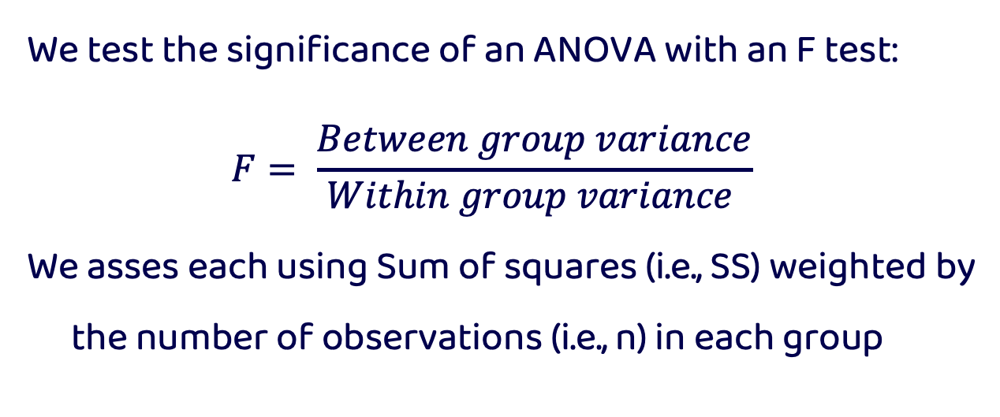 We test the significance of an ANOVA with an F test:
F = Between group variance
Within group variance
We asses each using Sum of squares (i.e., SS) weighted by
the number of observations (i.e., n) in each group